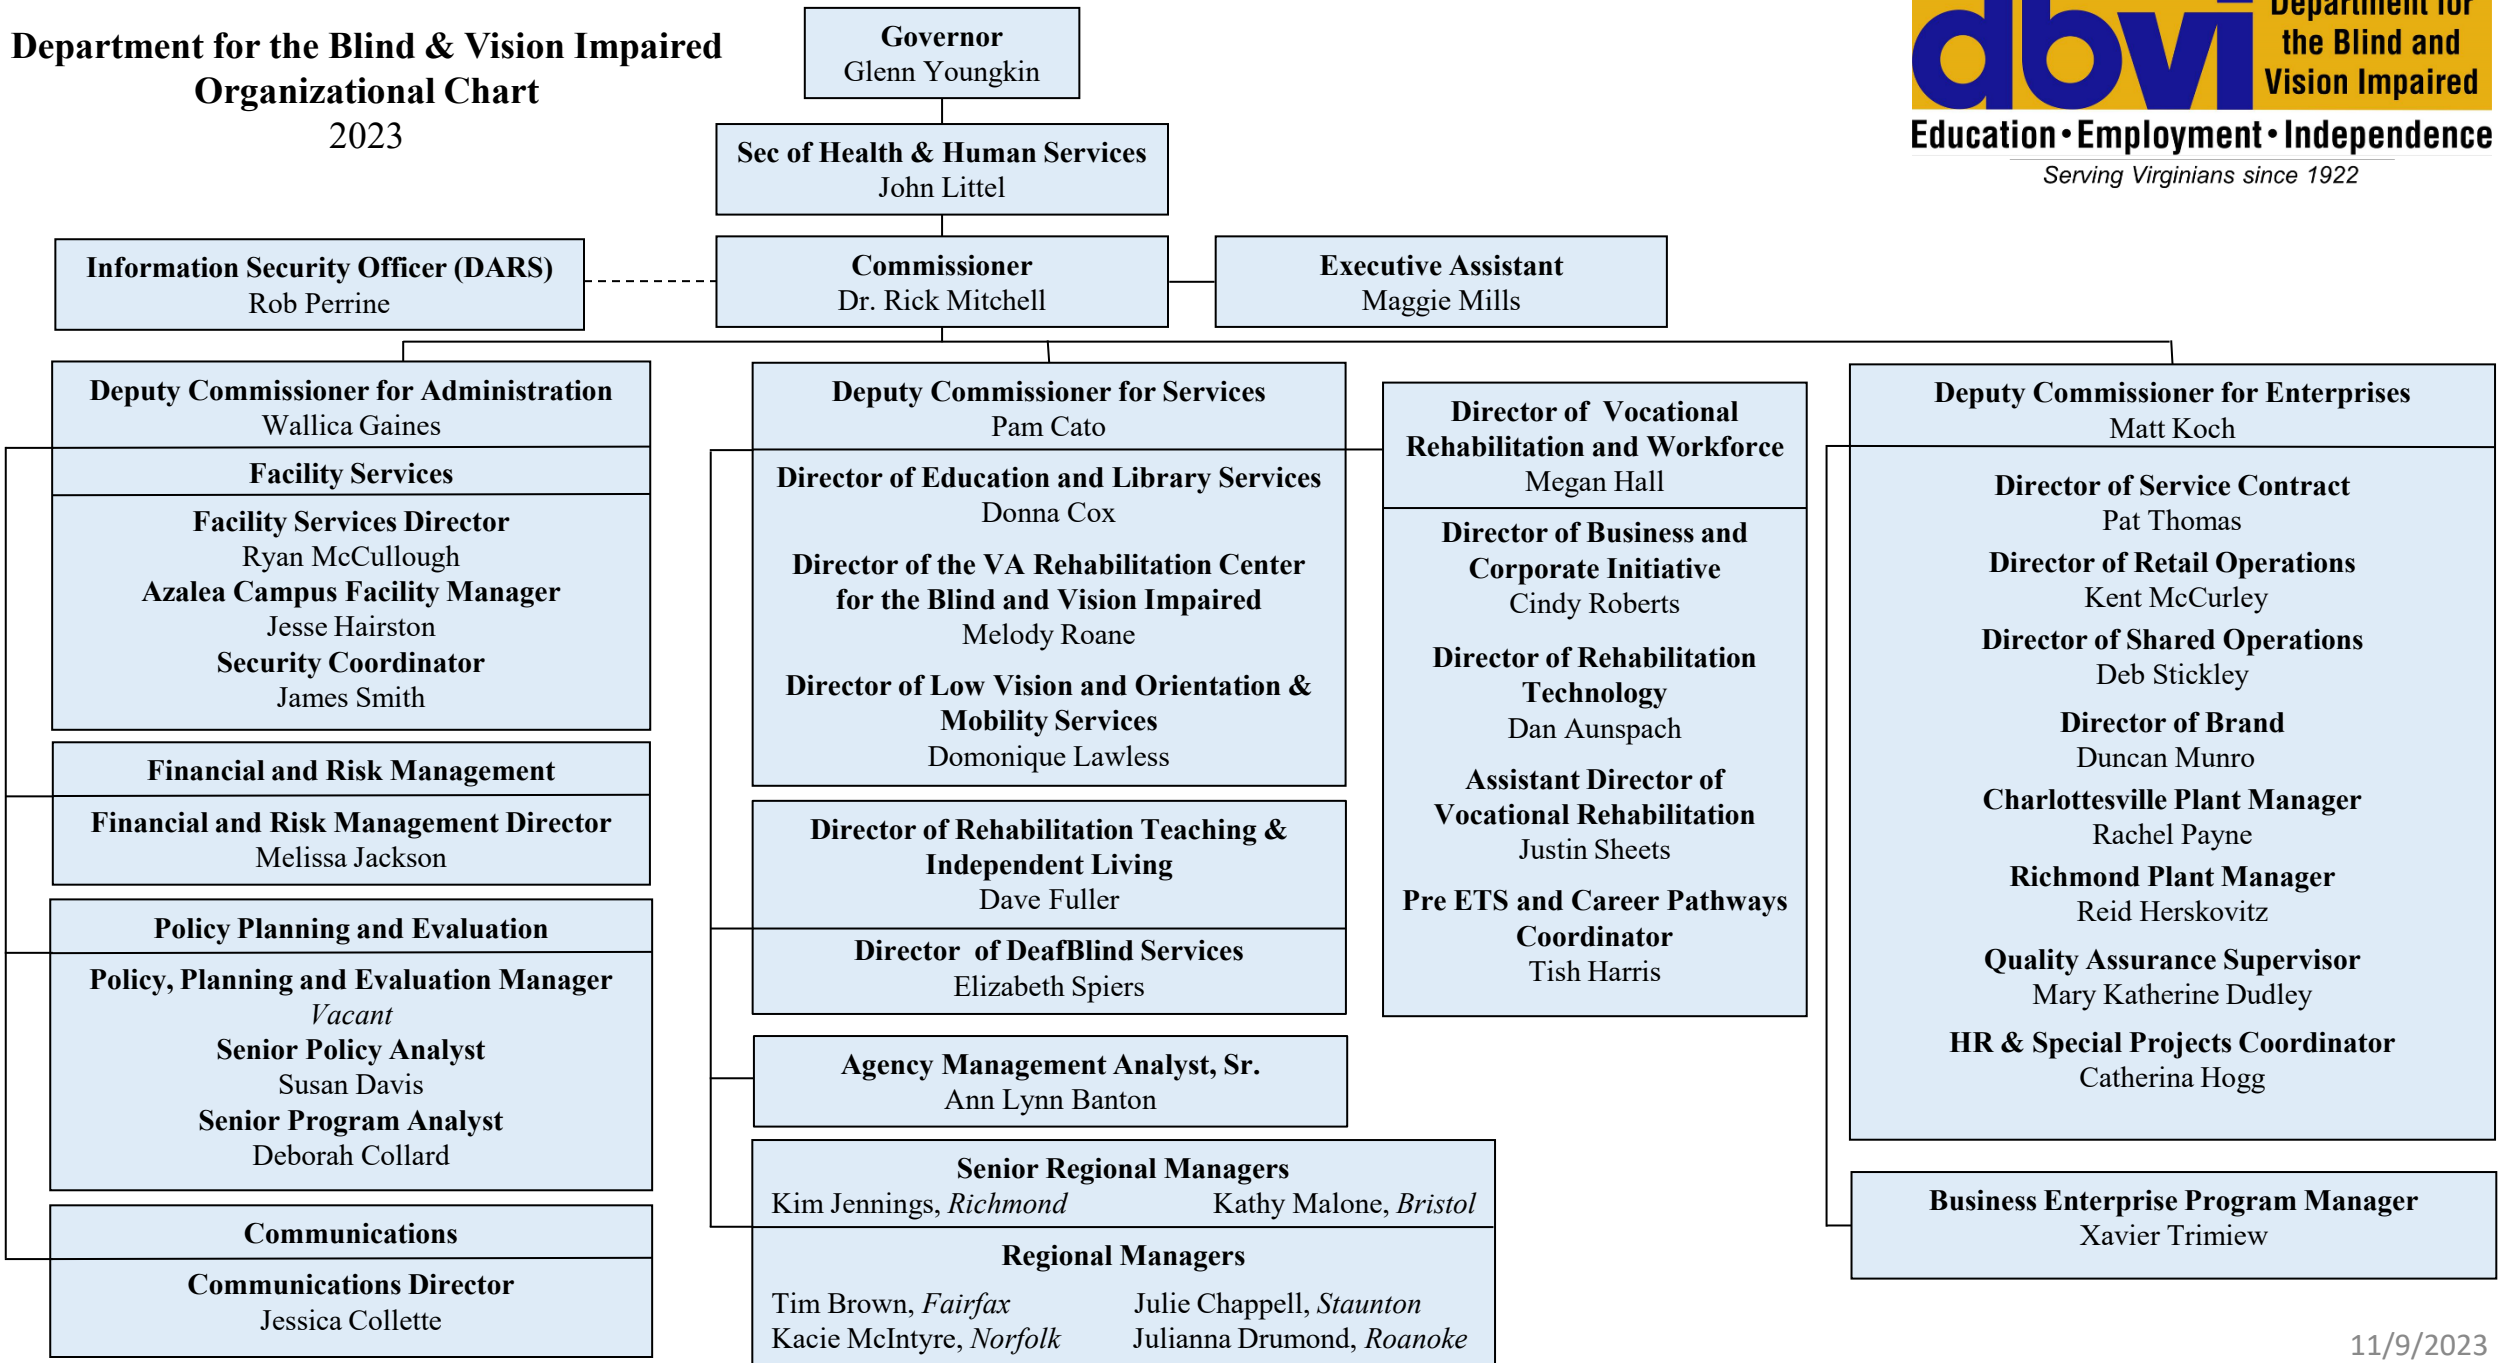 Department for the Blind & Vision Impaired
Organizational Chart
2023
Governor
Glenn Youngkin
Department for
the Blind and
Vision Impaired
dbvi
Education • Employment • Independence
Serving Virginians since 1922
Sec of Health & Human Services
John Littel
Information Security Officer (DARS)
Rob Perrine
Commissioner
Dr. Rick Mitchell
Executive Assistant
Maggie Mills
Deputy Commissioner for Administration
Wallica Gaines
Facility Services
Facility Services Director
Ryan McCullough
Azalea Campus Facility Manager
Jesse Hairston
Security Coordinator
James Smith
Financial and Risk Management
Financial and Risk Management Director
Melissa Jackson
Policy Planning and Evaluation
Policy, Planning and Evaluation Manager
Vacant
Senior Policy Analyst
Susan Davis
Senior Program Analyst
Deborah Collard
Communications
Communications Director
Jessica Collette
Deputy Commissioner for Services
Pam Cato
Director of Education and Library Services
Donna Cox
Director of the VA Rehabilitation Center
for the Blind and Vision Impaired
Melody Roane
Director of Low Vision and Orientation &
Mobility Services
Domonique Lawless
Director of Rehabilitation Teaching &
Independent Living
Dave Fuller
Director of DeafBlind Services
Elizabeth Spiers
Agency Management Analyst, Sr.
Ann Lynn Banton
Senior Regional Managers
Kim Jennings, Richmond Kathy Malone, Bristol
Regional Managers
Tim Brown, Fairfax Julie Chappell, Staunton
Kacie McIntyre, Norfolk Julianna Drumond, Roanoke
Director of Vocational
Rehabilitation and Workforce
Megan Hall
Director of Business and
Corporate Initiative
Cindy Roberts
Director of Rehabilitation
Technology
Dan Aunspach
Assistant Director of
Vocational Rehabilitation
Justin Sheets
Pre ETS and Career Pathways
Coordinator
Tish Harris
Deputy Commissioner for Enterprises
Matt Koch
Director of Service Contract
Pat Thomas
Director of Retail Operations
Kent McCurley
Director of Shared Operations
Deb Stickley
Director of Brand
Duncan Munro
Charlottesville Plant Manager
Rachel Payne
Richmond Plant Manager
Reid Herskovitz
Quality Assurance Supervisor
Mary Katherine Dudley
HR & Special Projects Coordinator
Catherina Hogg
Business Enterprise Program Manager
Xavier Trimiew
11/9/2023